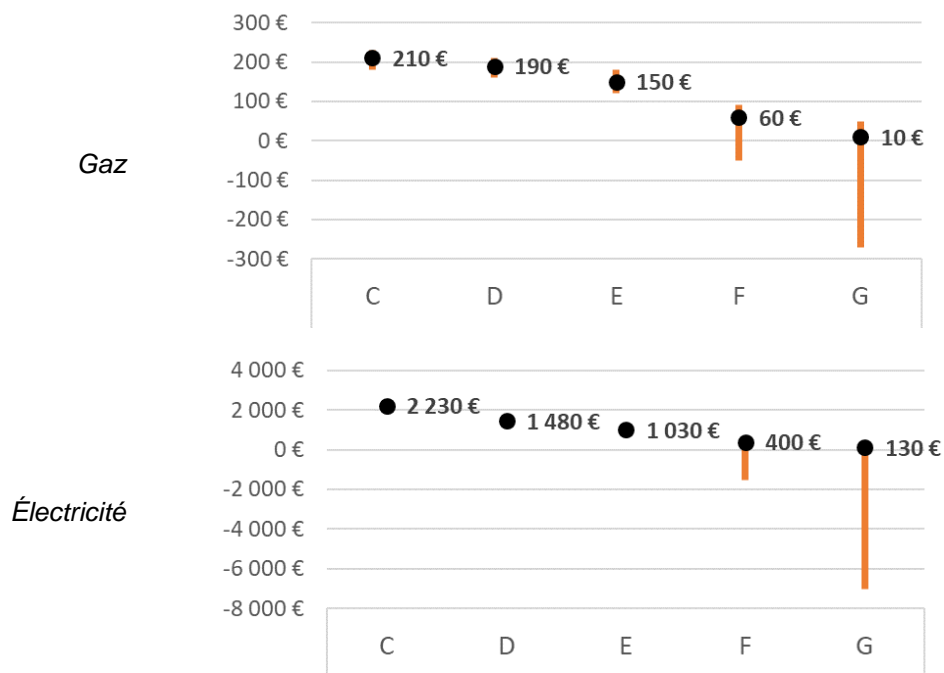 Gaz
300 €
200 €
100 €
0 €
-100 €
-200 €
-300 €
210 €
190 €
150 €
60 €
10 €
C D E F G
Électricité
4 000 €
2 000 €
0 €
-2 000 €
-4 000 €
-6 000 €
-8 000 €
2 230 €
1 480 €
1 030 €
400 €
130 €
C D E F G